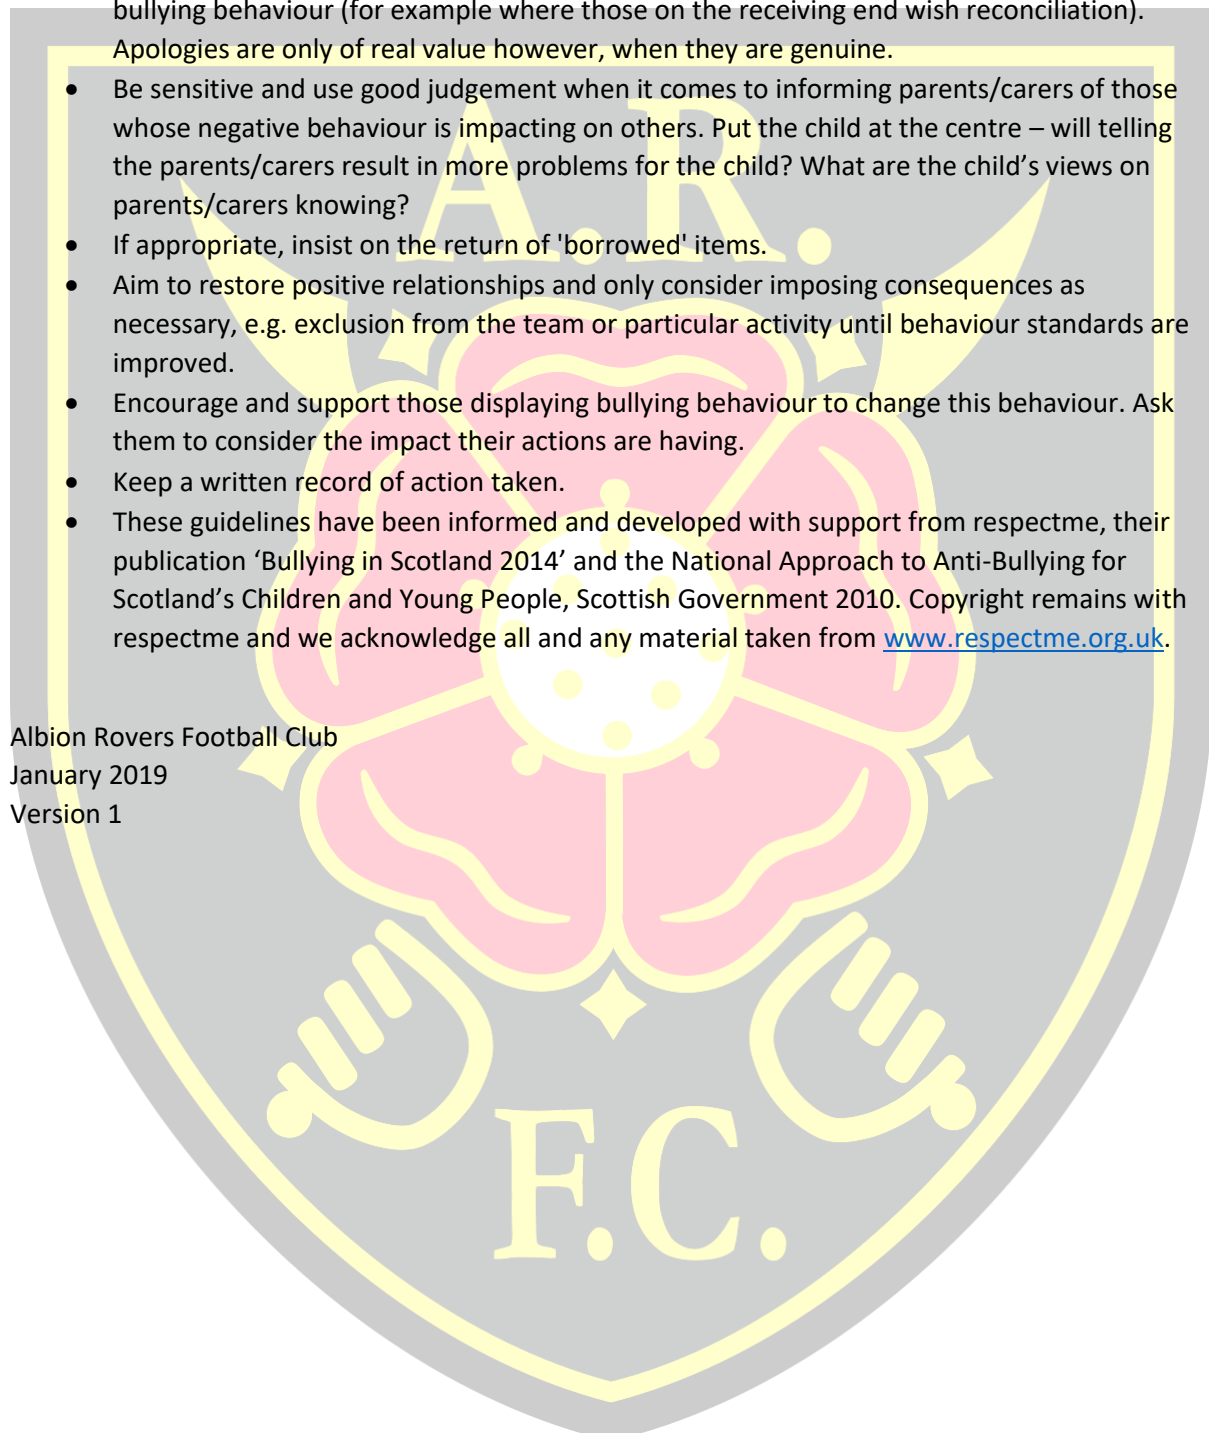 bullying behaviour (for example where those on the receiving end wish reconciliation).
Apologies are only of real value however, when they are genuine.
• Be sensitive and use good judgement when it comes to informing parents/carers of those
whose negative behaviour is impacting on others. Put the child at the centre – will telling
the parents/carers result in more problems for the child? What are the child’s views on
parents/carers knowing?
• If appropriate, insist on the return of 'borrowed' items.
• Aim to restore positive relationships and only consider imposing consequences as
necessary, e.g. exclusion from the team or particular activity until behaviour standards are
improved.
• Encourage and support those displaying bullying behaviour to change this behaviour. Ask
them to consider the impact their actions are having.
• Keep a written record of action taken.
• These guidelines have been informed and developed with support from respectme, their
publication ‘Bullying in Scotland 2014’ and the National Approach to Anti-Bullying for
Scotland’s Children and Young People, Scottish Government 2010. Copyright remains with
respectme and we acknowledge all and any material taken from www.respectme.org.uk.
Albion Rovers Football Club
January 2019
Version 1
A.R.
F.C.